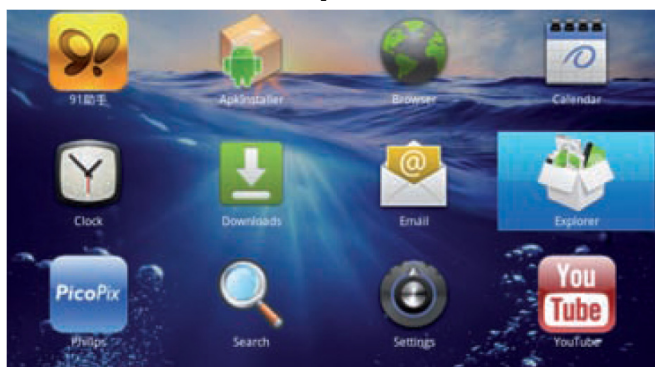 91助手
ApkInstaller
Browser
Calendar
Clock
Downloads
@
Email
Explorer
PicoPix
Philips
Search
Settings
You
Tube
YouTube